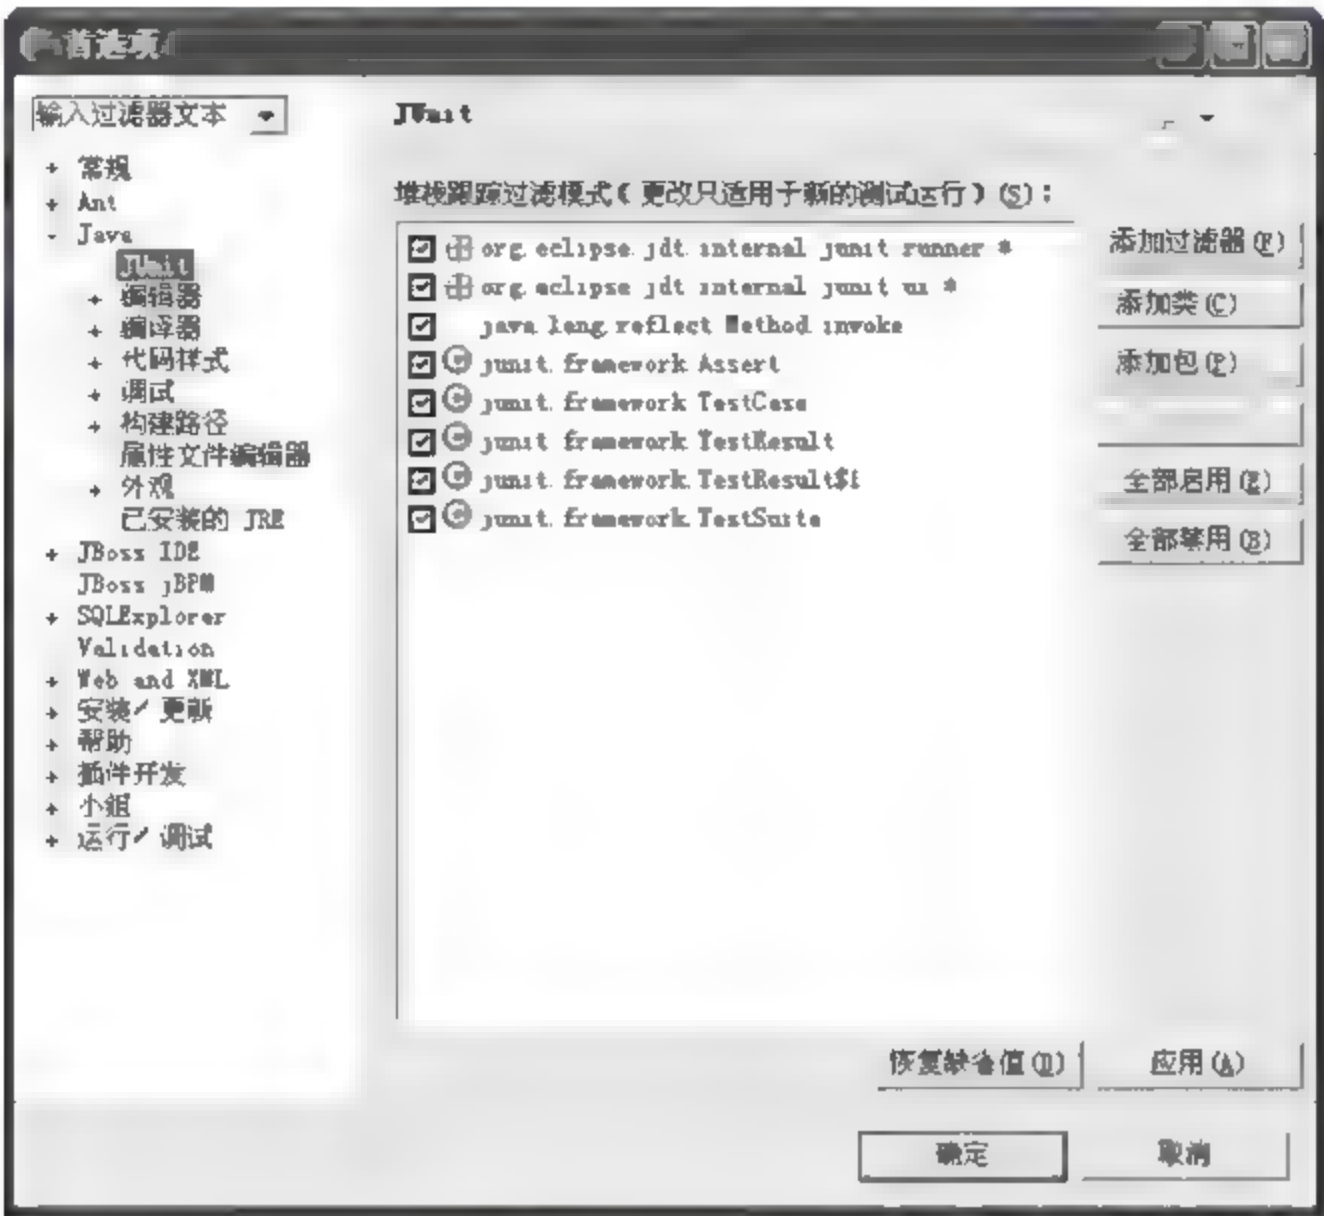 首选项
输入过滤器文本
JUnit
常规
Ant
Java
JUnit
编辑器
编译器
代码样式
调试
构建路径
属性文件编辑器
外观
已安装的 JRE
JBoss IDE
JBoss jBPM
SQLExplorer
Validation
Web and XML
安装/更新
帮助
插件开发
小组
运行/调试
堆栈跟踪过滤模式(更改只适用于新的测试运行)(S):
org.eclipse.jdt.internal.junit.runner.*
org.eclipse.jdt.internal.junit.ui.*
java.lang.reflect.Method.invoke
junit.framework.Assert
junit.framework.TestCase
junit.framework.TestResult
junit.framework.TestResult$1
junit.framework.TestSuite
添加过滤器(F)
添加类(C)
添加包(P)
全部启用(E)
全部禁用(B)
恢复缺省值(D)
应用(A)
确定
取消